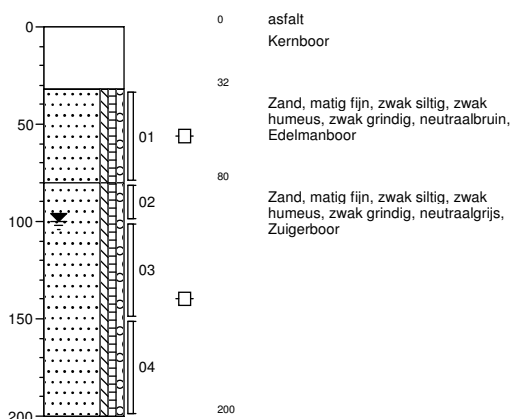 0
0
asfalt
Kernboor
32
Zand, matig fijn, zwak siltig, zwak
humeus, zwak grindig, neutraalbruin,
Edelmanboor
50
01
80
Zand, matig fijn, zwak siltig, zwak
humeus, zwak grindig, neutraalgrijs,
Zuigerboor
02
100
03
150
04
200
200